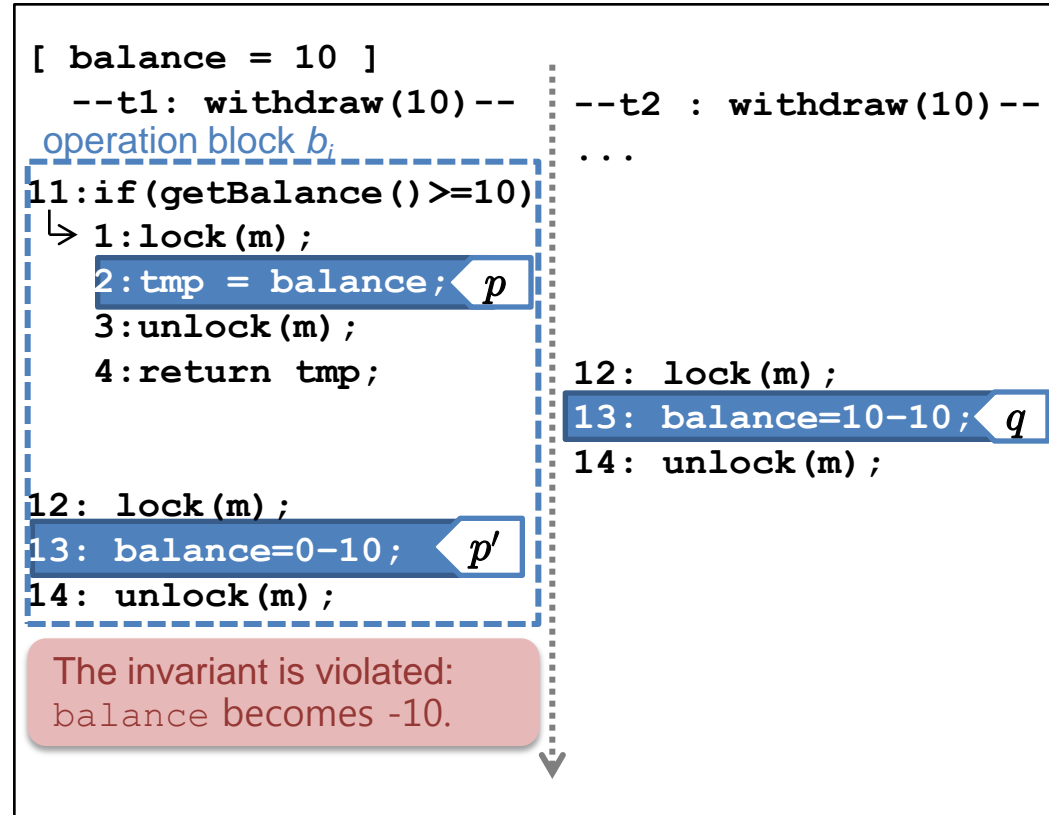 [ balance = 10 ]
--t1: withdraw(10)--
operation block bi
11:if(getBalance()>=10)
1:lock(m);
2:tmp = balance; p
3:unlock(m);
4:return tmp;
12: lock(m);
13: balance=0–10; p′
14: unlock(m);
The invariant is violated:
balance becomes -10.
--t2 : withdraw(10)--
...
12: lock(m);
13: balance=10–10; q
14: unlock(m);